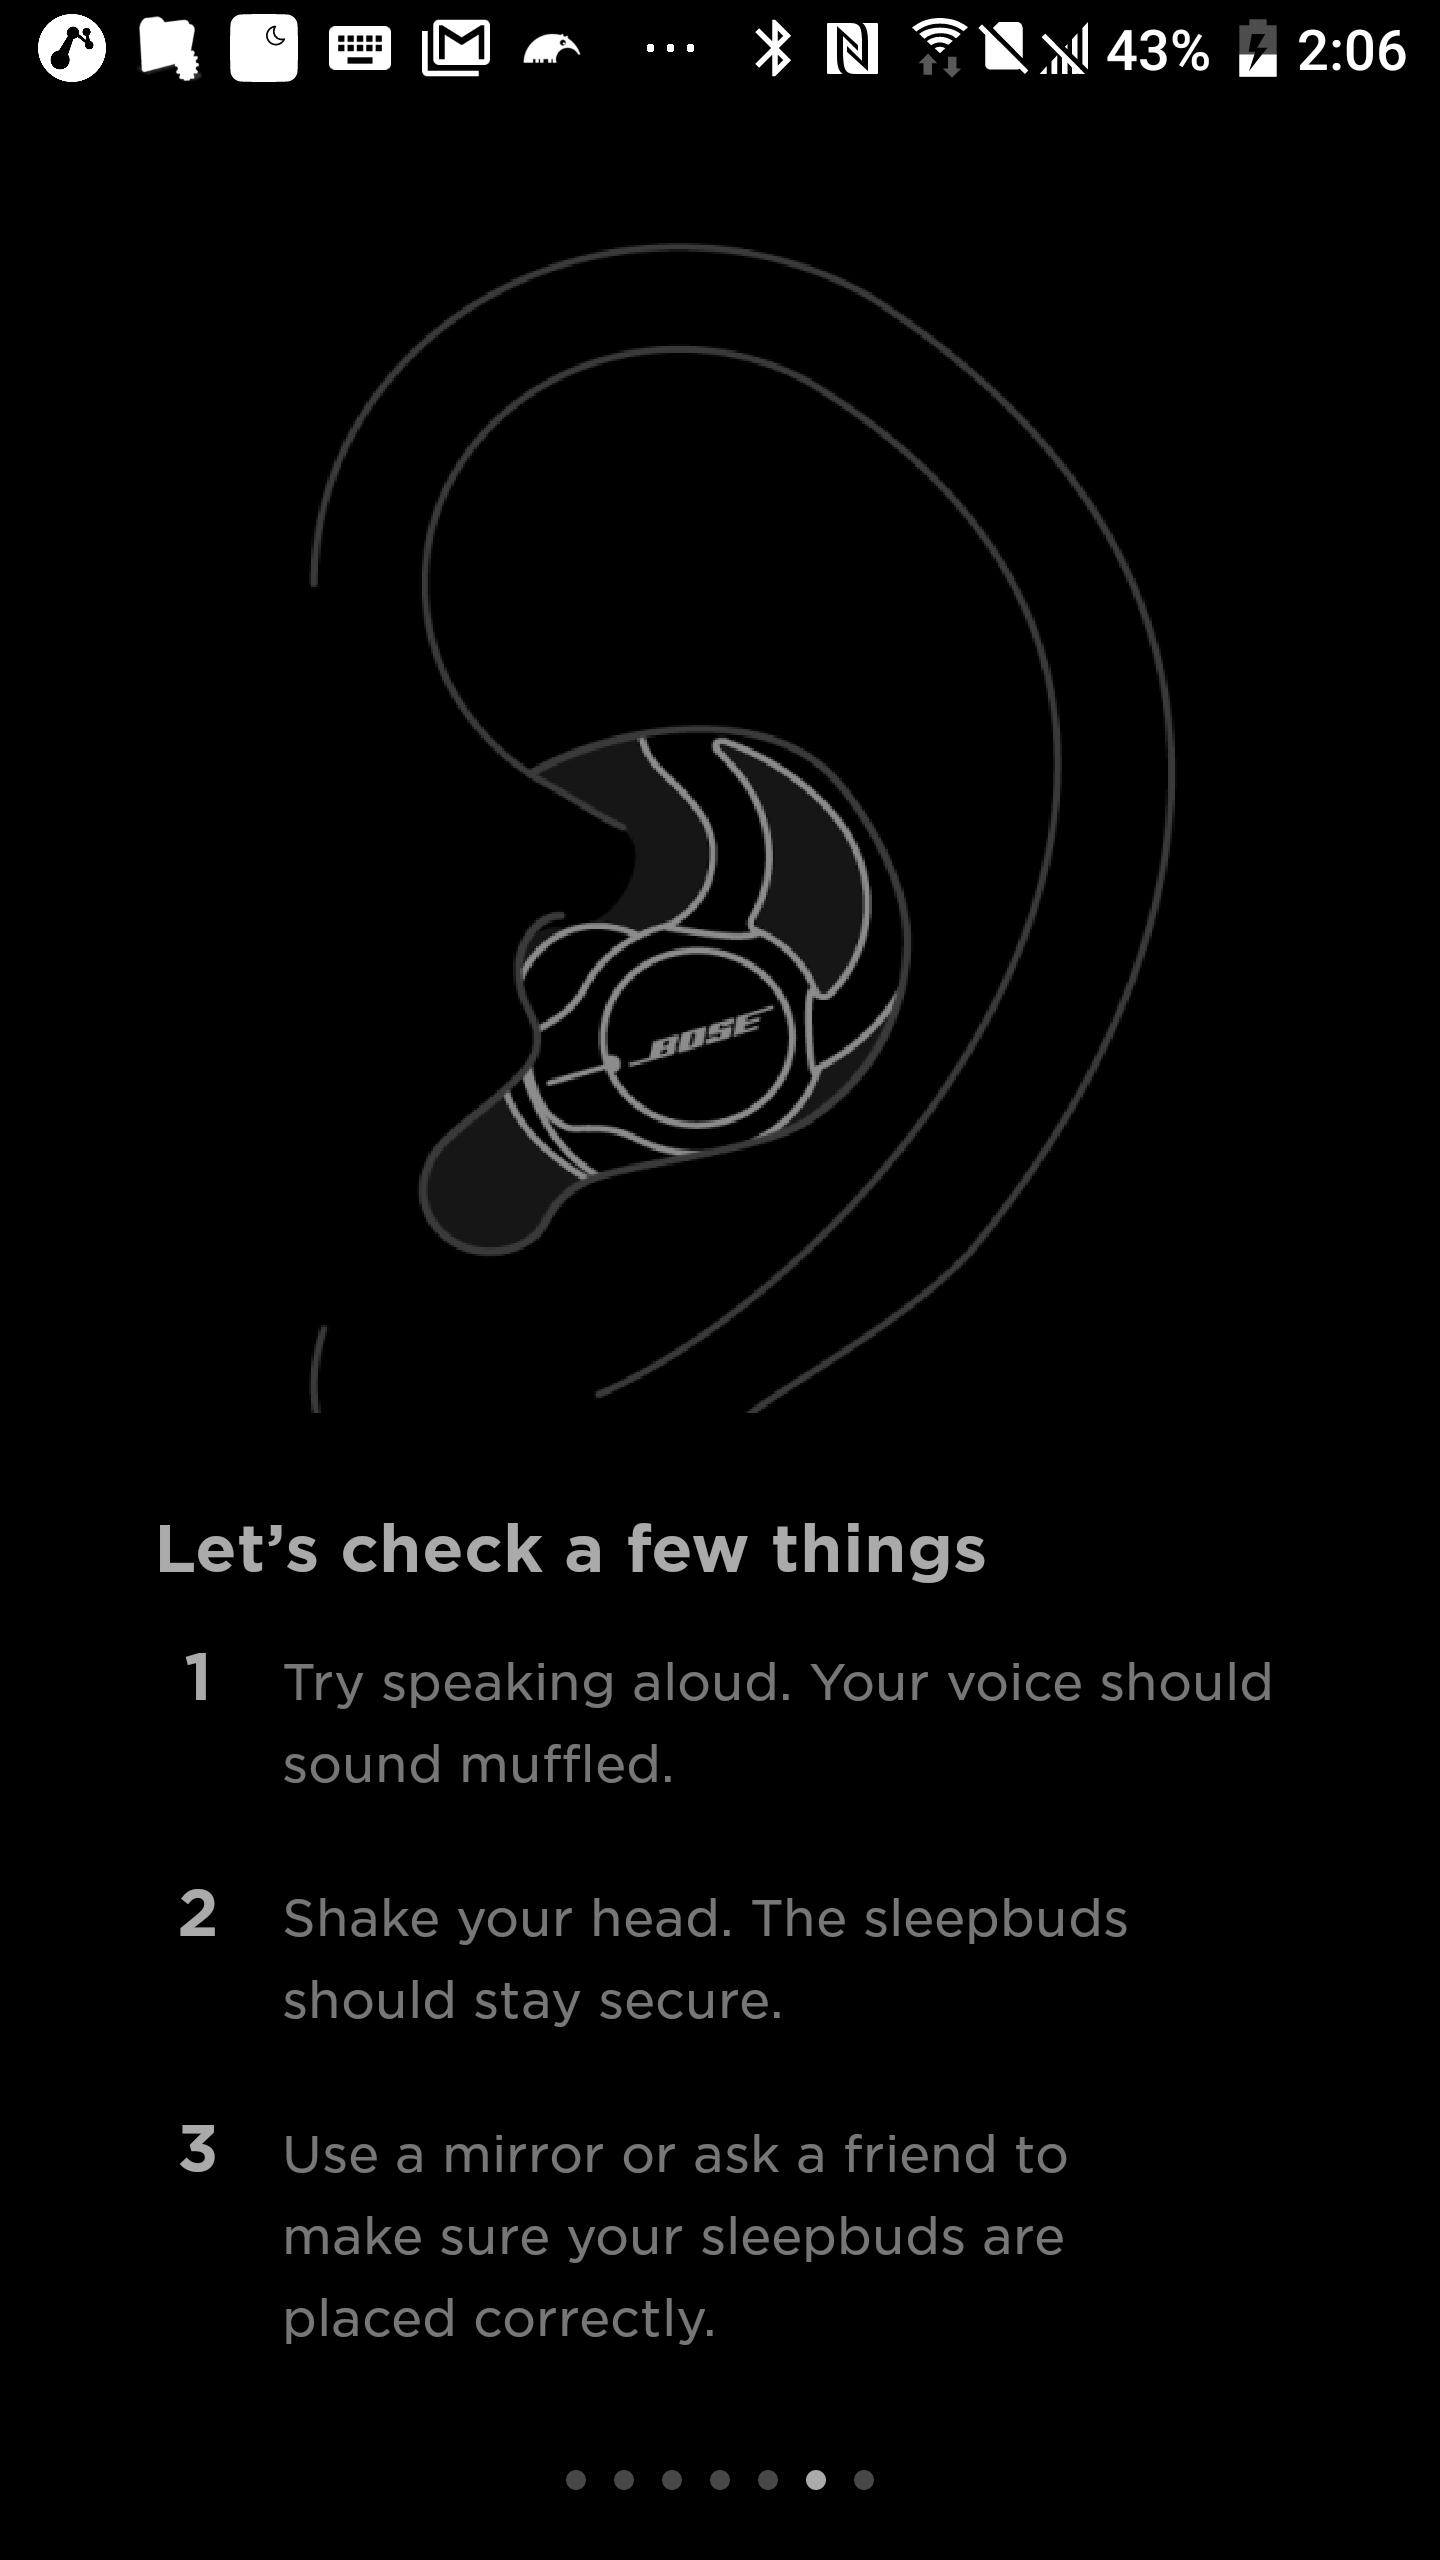 43% 2:06
BOSE
Let’s check a few things
1 Try speaking aloud. Your voice should
sound muffled.
2 Shake your head. The sleepbuds
should stay secure.
3 Use a mirror or ask a friend to
make sure your sleepbuds are
placed correctly.